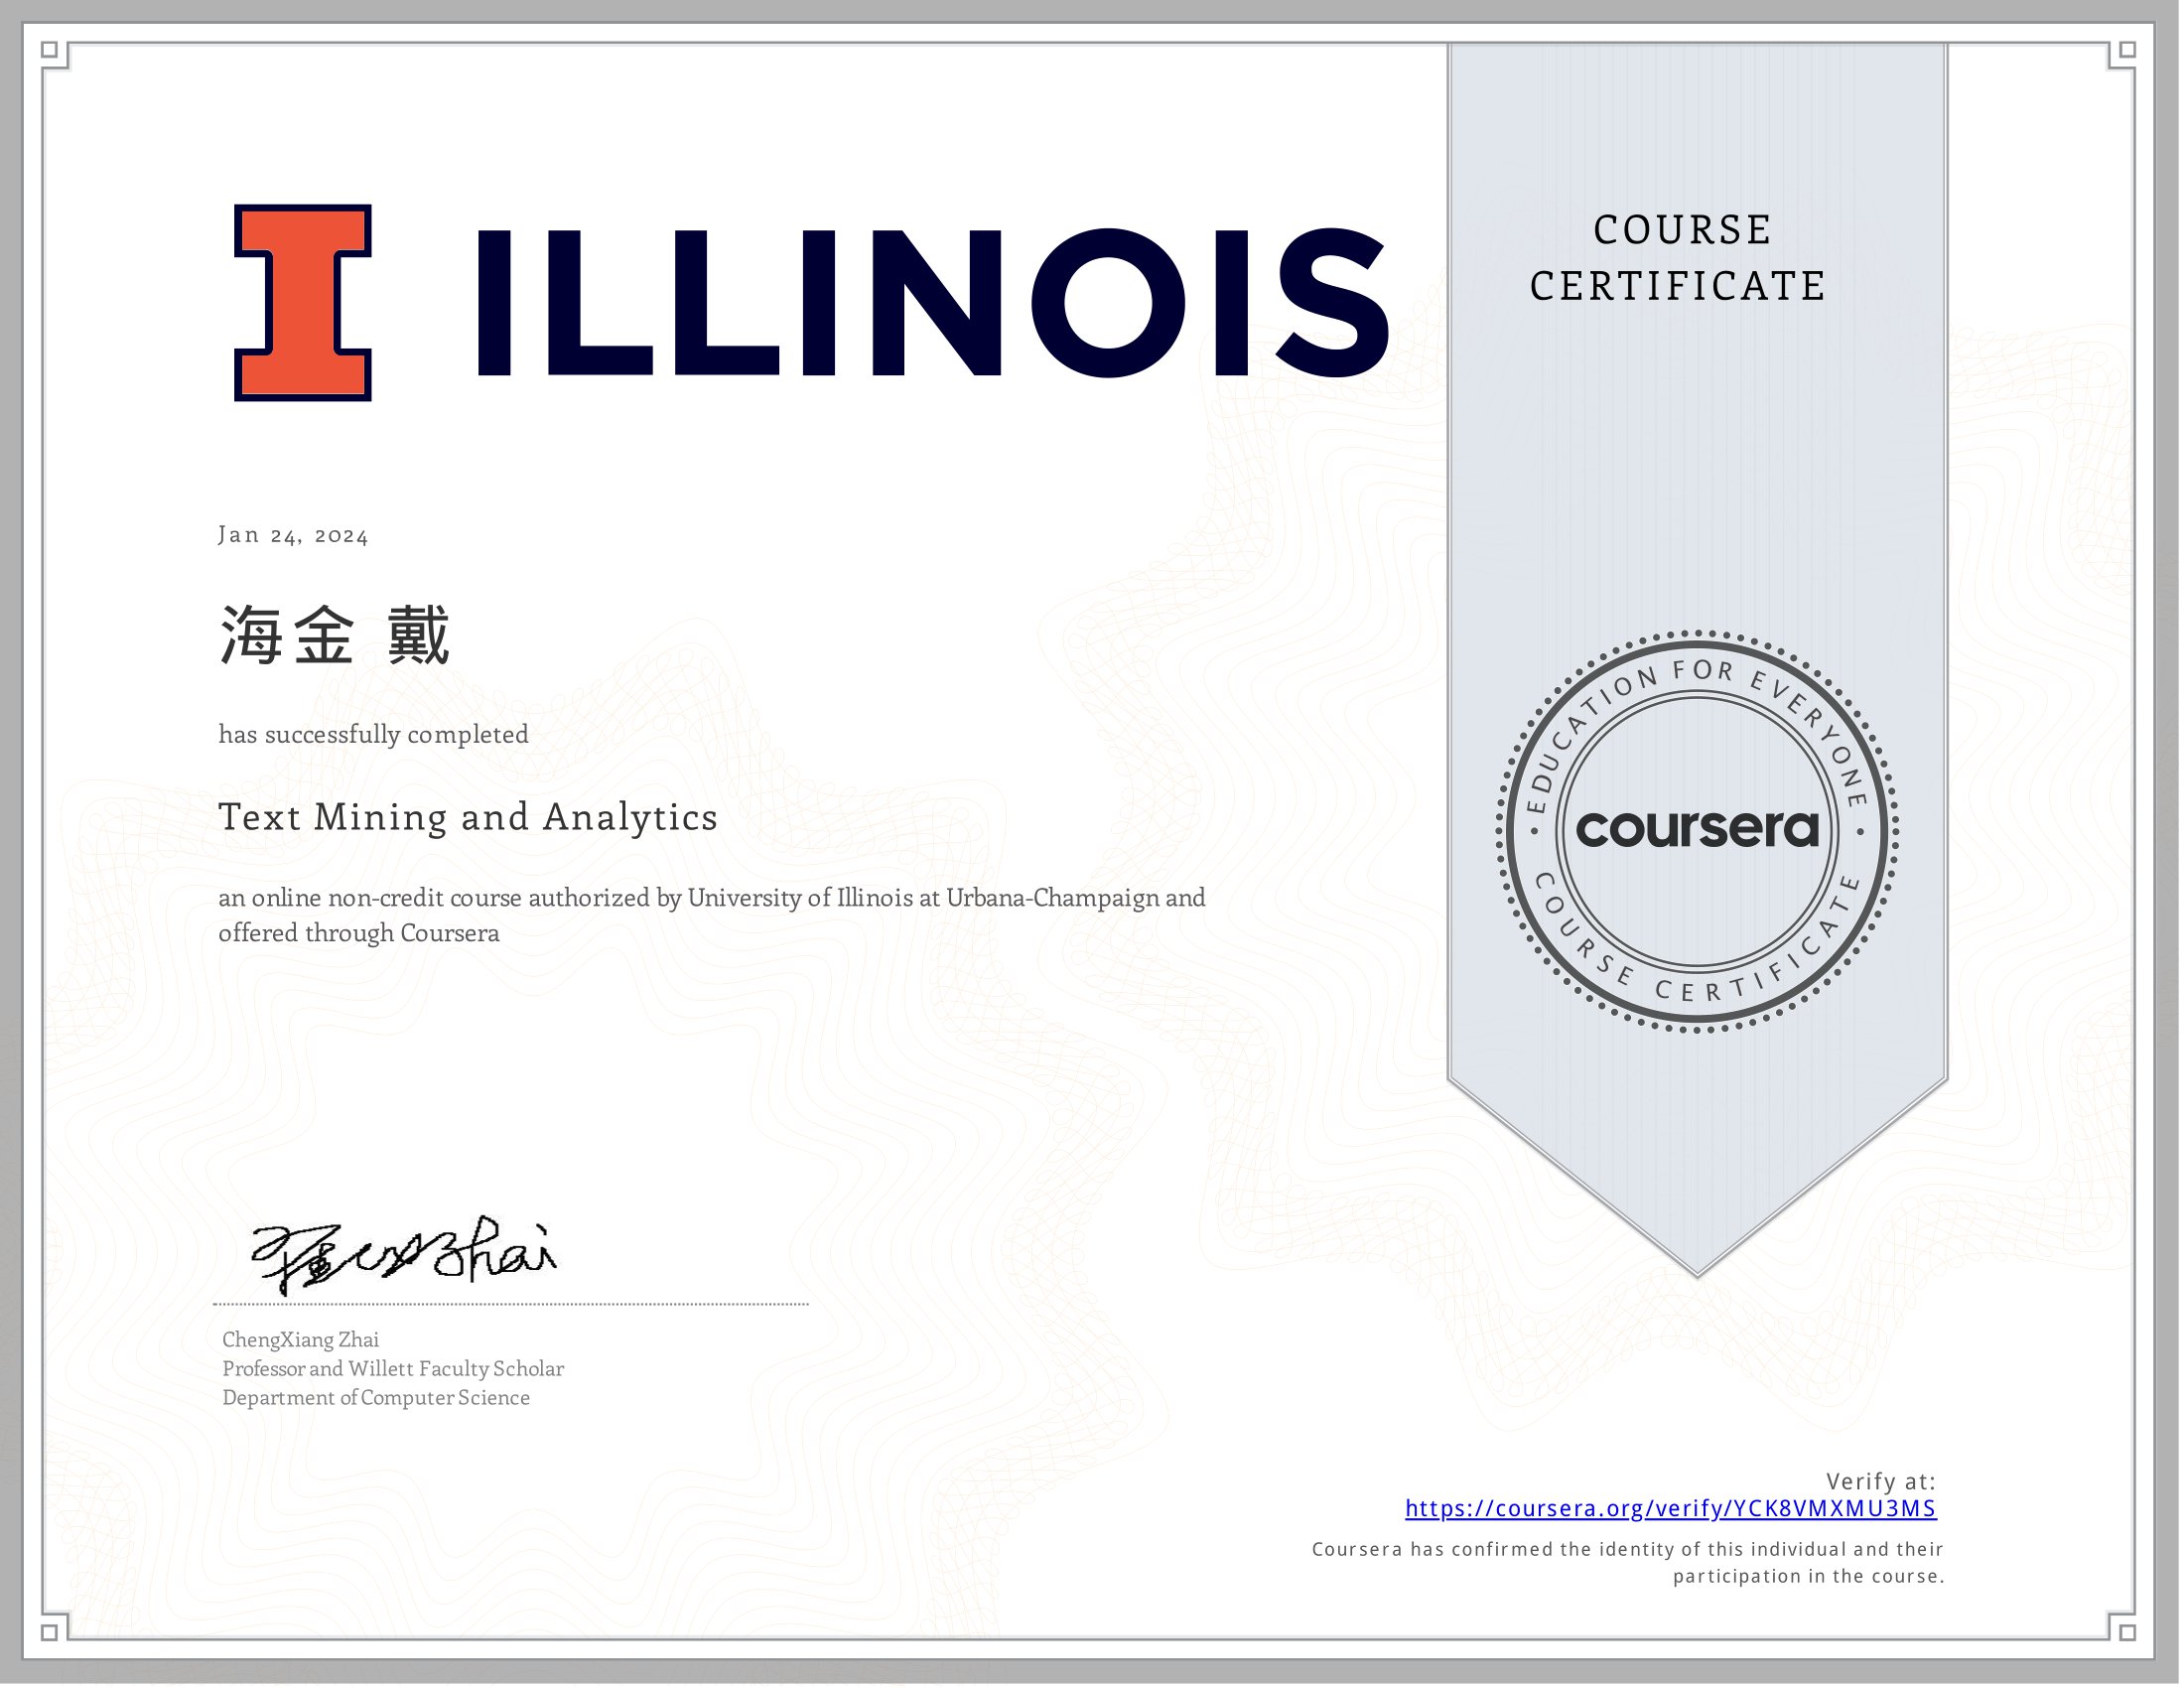 ILLINOIS
COURSE
CERTIFICATE
Jan 24, 2024
海金 戴
has successfully completed
Text Mining and Analytics
an online non-credit course authorized by University of Illinois at Urbana-Champaign and
offered through Coursera
EDUCATION FOR EVERYONE
coursera
COURSE CERTIFICATE
Zhai
ChengXiang Zhai
Professor and Willett Faculty Scholar
Department of Computer Science
Verify at:
https://coursera.org/verify/YCK8VMXMU3MS
Coursera has confirmed the identity of this individual and their
participation in the course.